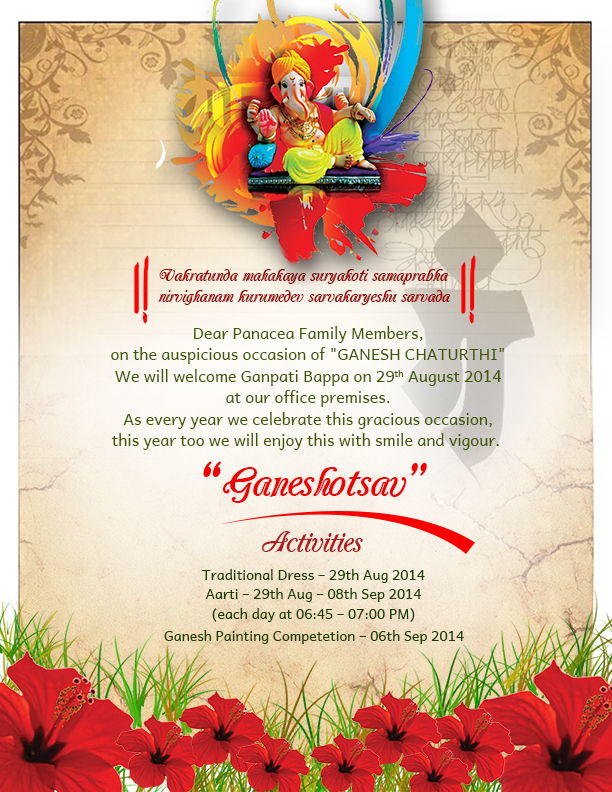 || Vakratunda mahakaya suryakoti samaprabha
nirvighanam kurumedev sarvakaryeshu sarvada ||
Dear Panacea Family Members,
on the auspicious occasion of "GANESH CHATURTHI"
We will welcome Ganpati Bappa on 29th August 2014
at our office premises.
As every year we celebrate this gracious occasion,
this year too we will enjoy this with smile and vigour.
“Ganeshotsav”
Activities
Traditional Dress – 29th Aug 2014
Aarti – 29th Aug – 08th Sep 2014
(each day at 06:45 – 07:00 PM)
Ganesh Painting Competetion – 06th Sep 2014